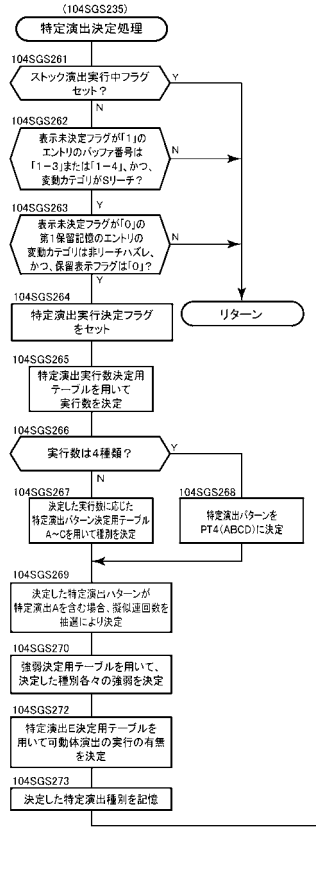 (104SGS235)
特定演出決定処理
104SGS261
ストック演出実行中フラグ
セット？
Y
N
104SGS262
表示未決定フラグが「1」の
エントリのバッファ番号は
「1－3」または「1－4」、かつ、
変動カテゴリがSリーチ？
N
Y
104SGS263
表示未決定フラグが「0」の
第1保留記憶のエントリの
変動カテゴリは非リーチハズレ、
かつ、保留表示フラグは「0」？
N
Y
リターン
104SGS264
特定演出実行決定フラグ
をセット
104SGS265
特定演出実行数決定用
テーブルを用いて
実行数を決定
104SGS266
実行数は4種類？
Y
N
104SGS267
決定した実行数に応じた
特定演出パターン決定用テーブル
A～Cを用いて種別を決定
104SGS268
特定演出パターンを
PT4(ABCD)に決定
104SGS269
決定した特定演出パターンが
特定演出Aを含む場合、擬似連回数を
抽選により決定
104SGS270
強弱決定用テーブルを用いて、
決定した種別各々の強弱を決定
104SGS272
特定演出E決定用テーブルを
用いて可動体演出の実行の有無
を決定
104SGS273
決定した特定演出種別を記憶